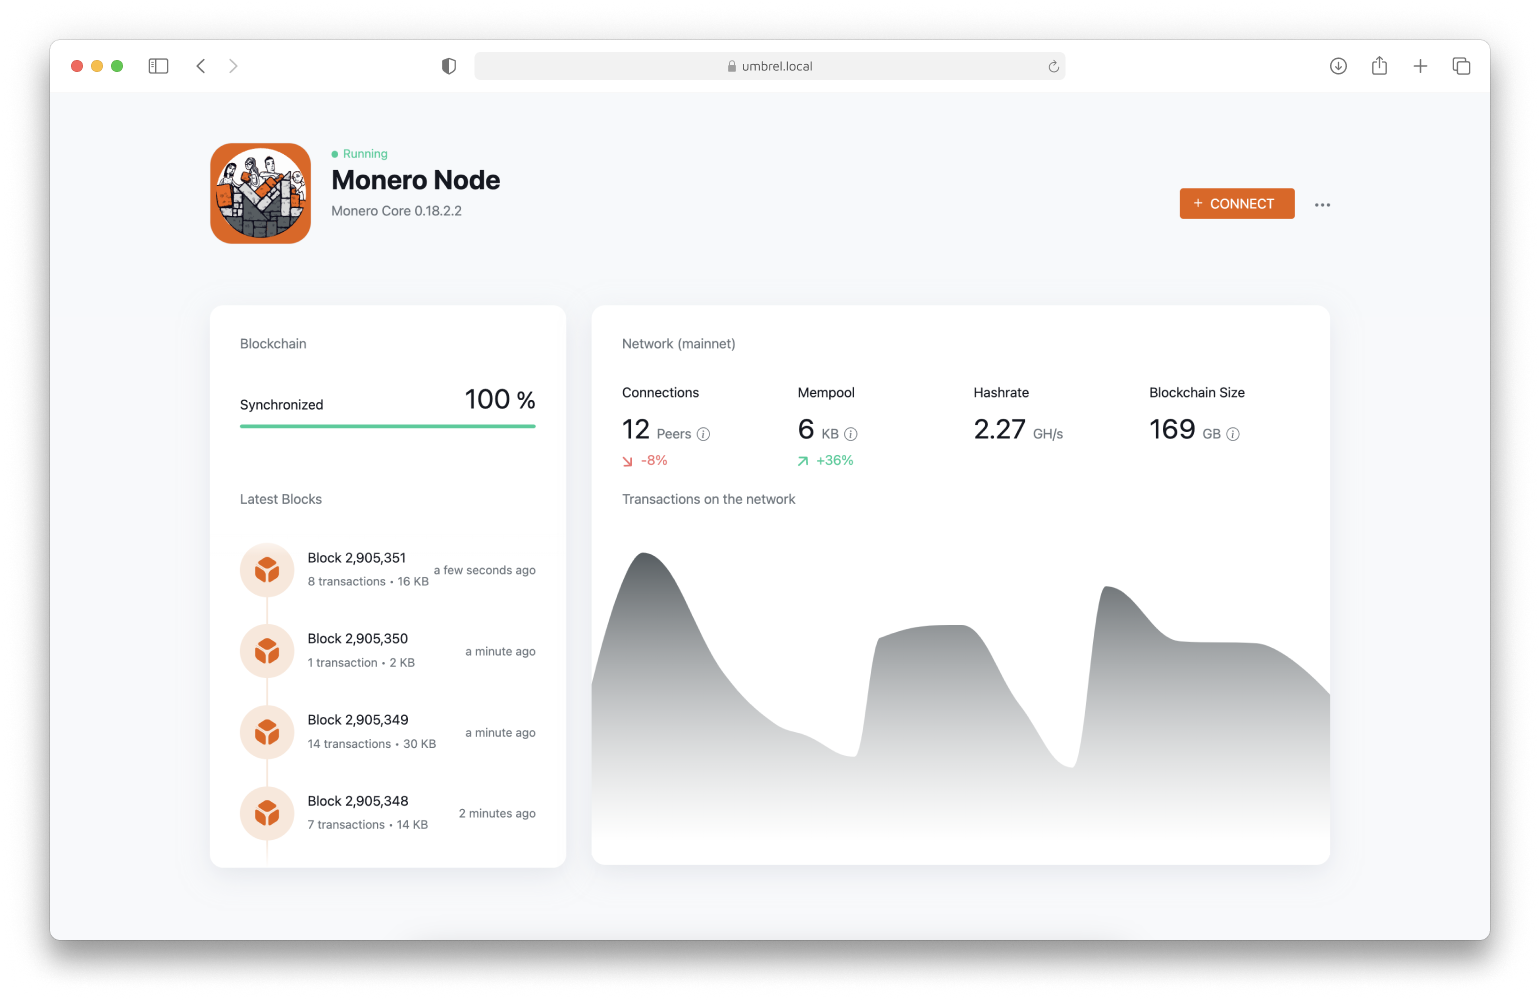 umbrel.local
Running
Monero Node
Monero Core 0.18.2.2
+ CONNECT
Blockchain
Synchronized 100 %
Latest Blocks
Block 2,905,351
8 transactions • 16 KB
a few seconds ago
Block 2,905,350
1 transaction • 2 KB
a minute ago
Block 2,905,349
14 transactions • 30 KB
a minute ago
Block 2,905,348
7 transactions • 14 KB
2 minutes ago
Network (mainnet)
Connections
12 Peers
-8%
Mempool
6 KB
+36%
Hashrate
2.27 GH/s
Blockchain Size
169 GB
Transactions on the network